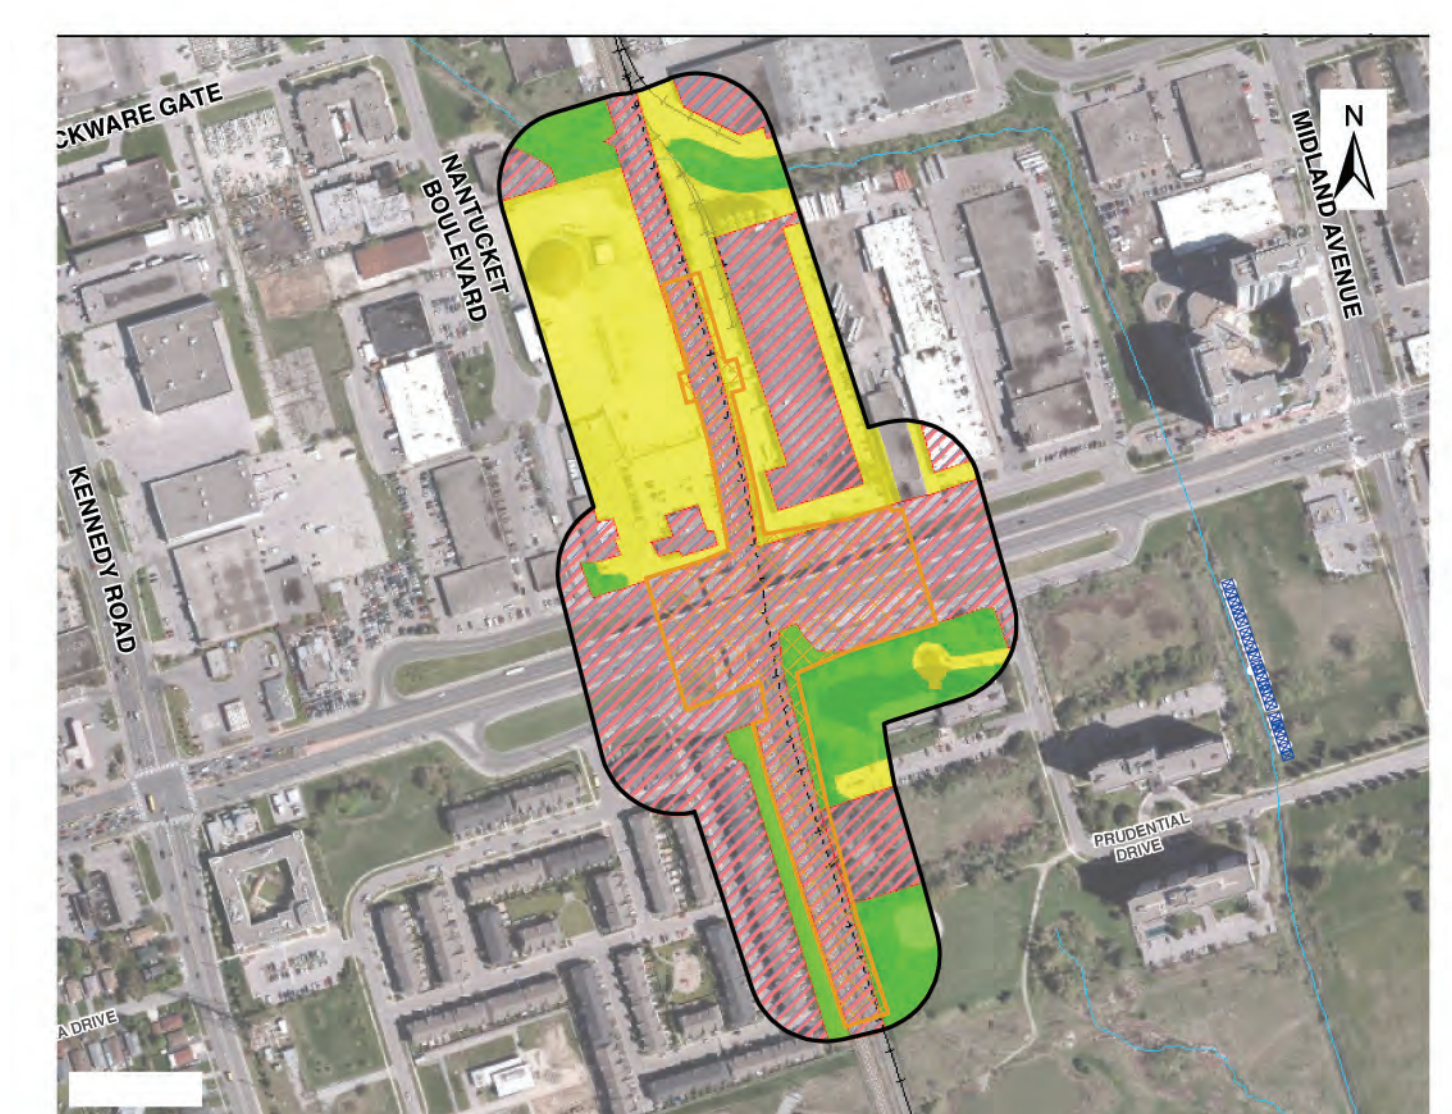 CKWARE GATE
NANTUCKET
BOULEVARD
N
MIDLAND AVENUE
KENNEDY ROAD
PRUDENTIAL
DRIVE
A DRIVE